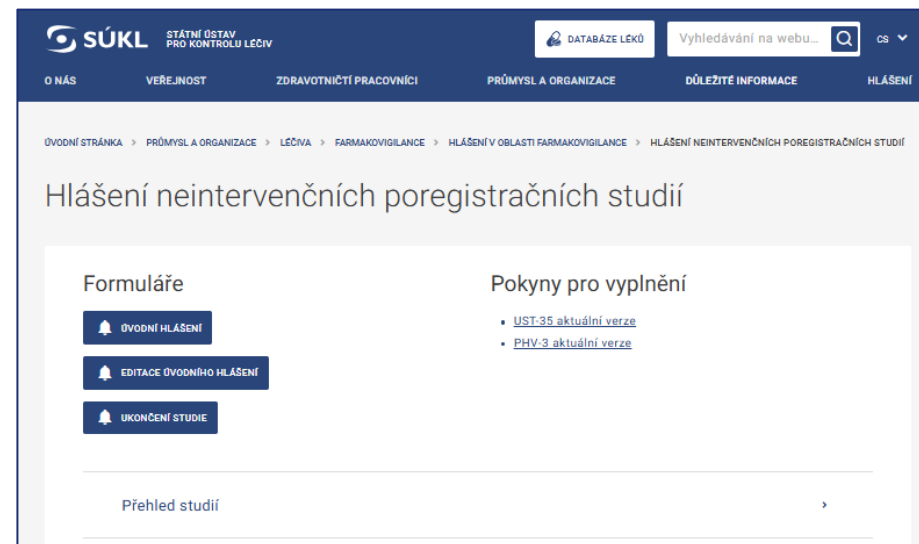 SÚKL
STÁTNÍ ÚSTAV
PRO KONTROLU LÉČIV
DATABÁZE LÉKŮ
Vyhledávání na webu...
cs
O NÁS
VEŘEJNOST
ZDRAVOTNIČTÍ PRACOVNÍCI
PRŮMYSL A ORGANIZACE
DŮLEŽITÉ INFORMACE
HLÁŠENÍ
ÚVODNÍ STRÁNKA > PRŮMYSL A ORGANIZACE > LÉČIVA > FARMAKOVIGILANCE > HLÁŠENÍ V OBLASTI FARMAKOVIGILANCE > HLÁŠENÍ NEINTERVENČNÍCH POREGISTRAČNÍCH STUDIÍ
Hlášení neintervenčních poregistračních studií
Formuláře
ÚVODNÍ HLÁŠENÍ
EDITACE ÚVODNÍHO HLÁŠENÍ
UKONČENÍ STUDIE
Pokyny pro vyplnění
• UST-35 aktuální verze
• PHV-3 aktuální verze
Přehled studií >